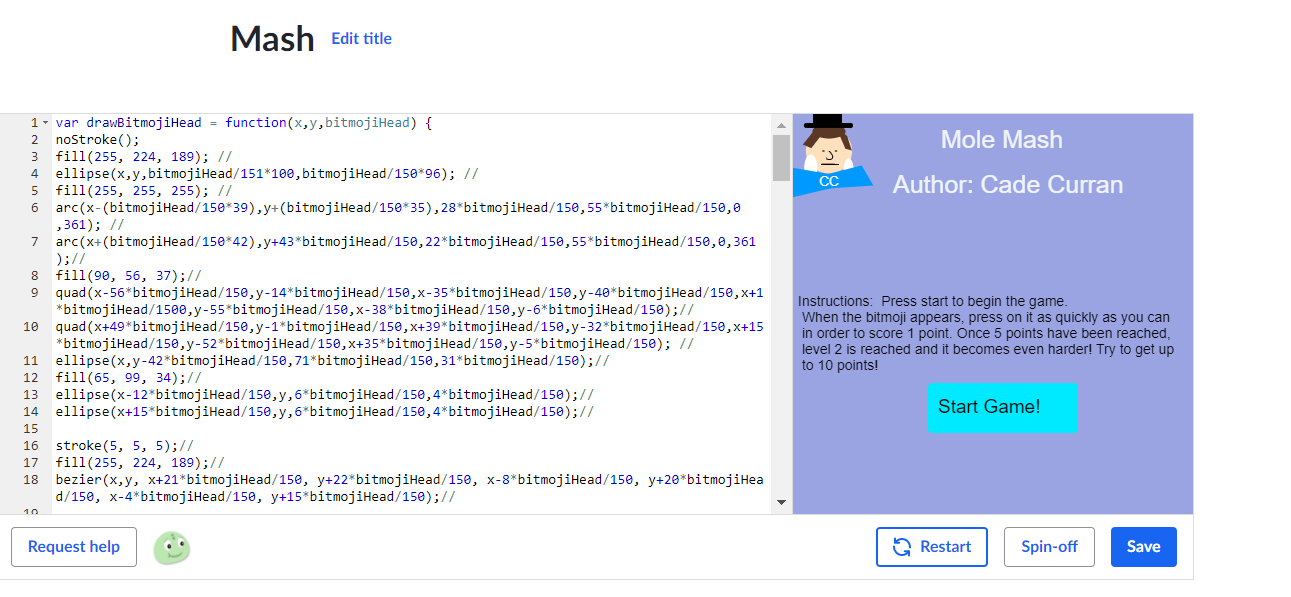 Mash Edit title
1 var drawBitmojiHead = function(x,y,bitmojiHead) {
2 noStroke();
3 fill(255, 224, 189); //
4 ellipse(x,y,bitmojiHead/151*100,bitmojiHead/150*96); //
5 fill(255, 255, 255); //
6 arc(x-(bitmojiHead/150*39),y+(bitmojiHead/150*35),28*bitmojiHead/150,55*bitmojiHead/150,0
,361); //
7 arc(x+(bitmojiHead/150*42),y+43*bitmojiHead/150,22*bitmojiHead/150,55*bitmojiHead/150,0,361
);//
8 fill(90, 56, 37);//
9 quad(x-56*bitmojiHead/150,y-14*bitmojiHead/150,x-35*bitmojiHead/150,y-40*bitmojiHead/150,x+1
*bitmojiHead/1500,y-55*bitmojiHead/150,x-38*bitmojiHead/150,y-6*bitmojiHead/150);//
10 quad(x+49*bitmojiHead/150,y-1*bitmojiHead/150,x+39*bitmojiHead/150,y-32*bitmojiHead/150,x+15
*bitmojiHead/150,y-52*bitmojiHead/150,x+35*bitmojiHead/150,y-5*bitmojiHead/150); //
11 ellipse(x,y-42*bitmojiHead/150,71*bitmojiHead/150,31*bitmojiHead/150);//
12 fill(65, 99, 34);//
13 ellipse(x-12*bitmojiHead/150,y,6*bitmojiHead/150,4*bitmojiHead/150);//
14 ellipse(x+15*bitmojiHead/150,y,6*bitmojiHead/150,4*bitmojiHead/150);//
15
16 stroke(5, 5, 5);//
17 fill(255, 224, 189);//
18 bezier(x,y, x+21*bitmojiHead/150, y+22*bitmojiHead/150, x-8*bitmojiHead/150, y+20*bitmojiHea
d/150, x-4*bitmojiHead/150, y+15*bitmojiHead/150);//
19
CC
Mole Mash
Author: Cade Curran
Instructions: Press start to begin the game.
When the bitmoji appears, press on it as quickly as you can
in order to score 1 point. Once 5 points have been reached,
level 2 is reached and it becomes even harder! Try to get up
to 10 points!
Start Game!
Request help
Restart
Spin-off
Save